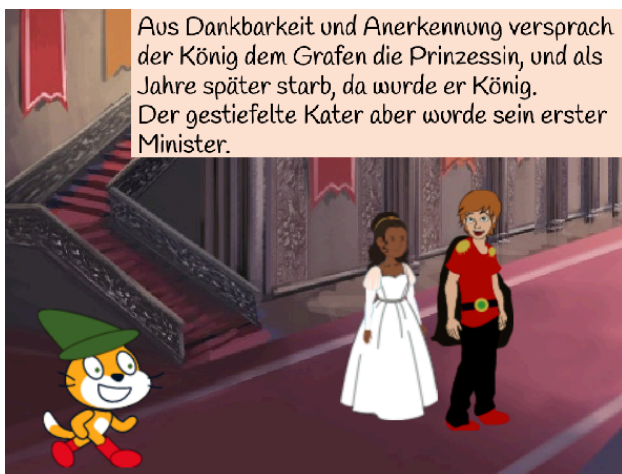 Aus Dankbarkeit und Anerkennung versprach
der König dem Grafen die Prinzessin, und als
Jahre später starb, da wurde er König.
Der gestiefelte Kater aber wurde sein erster
Minister.